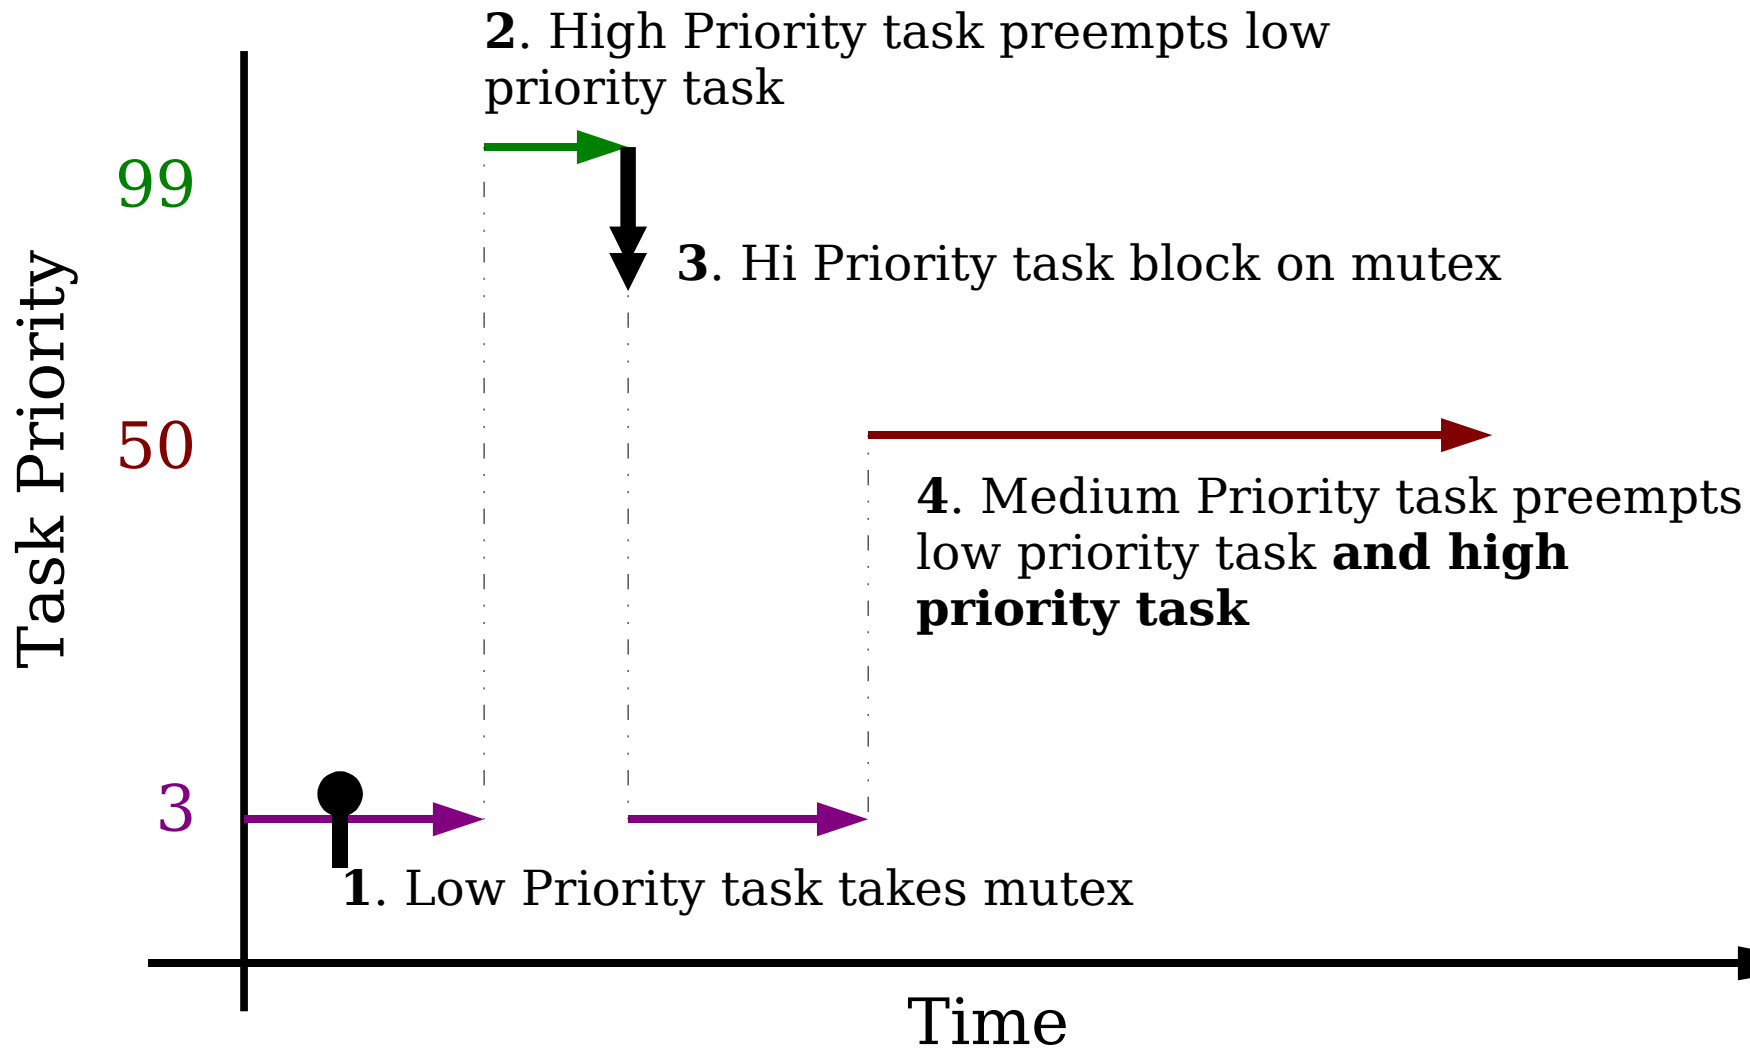 2. High Priority task preempts low
priority task
99
3. Hi Priority task block on mutex
Task Priority
50
4. Medium Priority task preempts
low priority task and high
priority task
3
1. Low Priority task takes mutex
Time